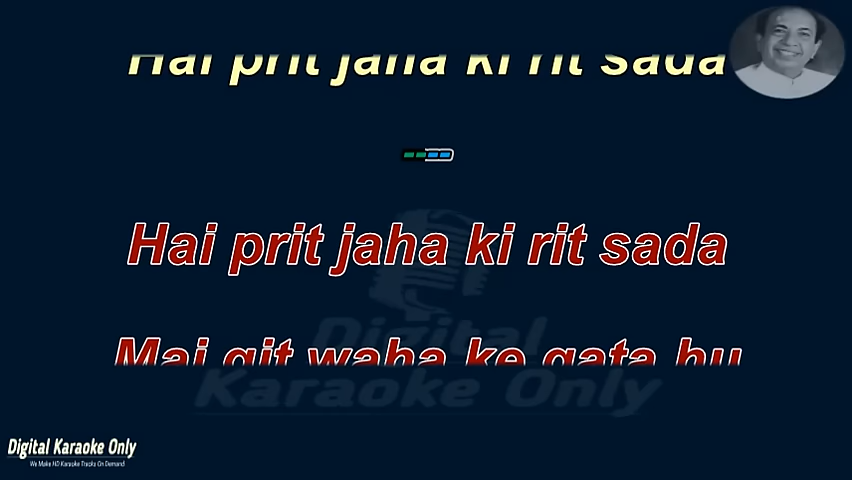 Hai prit jaha ki rit sada
Hai prit jaha ki rit sada
Mai git waha ke gata hu
Digital
Karaoke Only
Digital Karaoke Only
We Make HD Karaoke Tracks On Demand